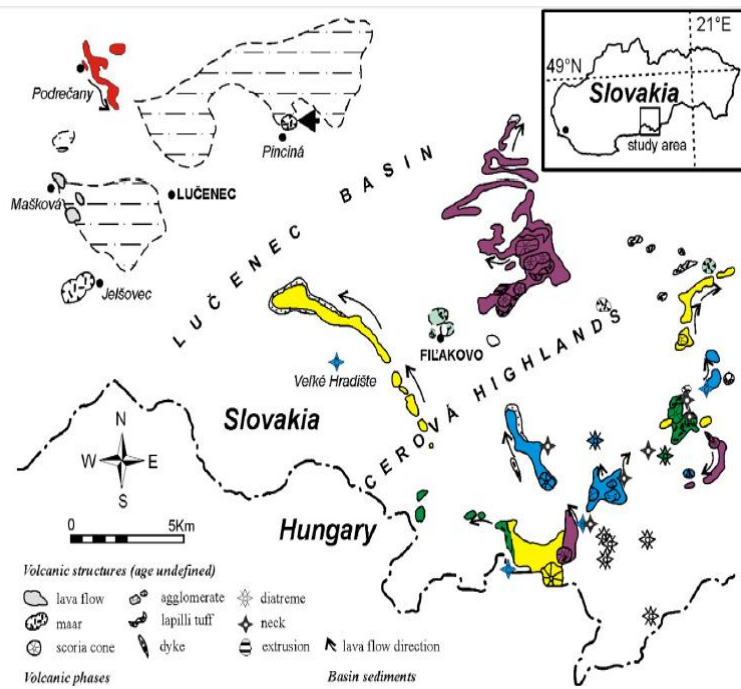 21°E
49°N
Slovakia
study area
Podrečany
Pinciná
LUČENEC
Mašková
Jelšovec
LUČENEC BASIN
FIĽAKOVO
Veľké Hradište
CEROVÁ HIGHLANDS
Slovakia
N
W E
S
0 5Km
Hungary
Volcanic structures (age undefined)
lava flow agglomerate diatreme
maar lapilli tuff neck
scoria cone dyke extrusion lava flow direction
Volcanic phases Basin sediments